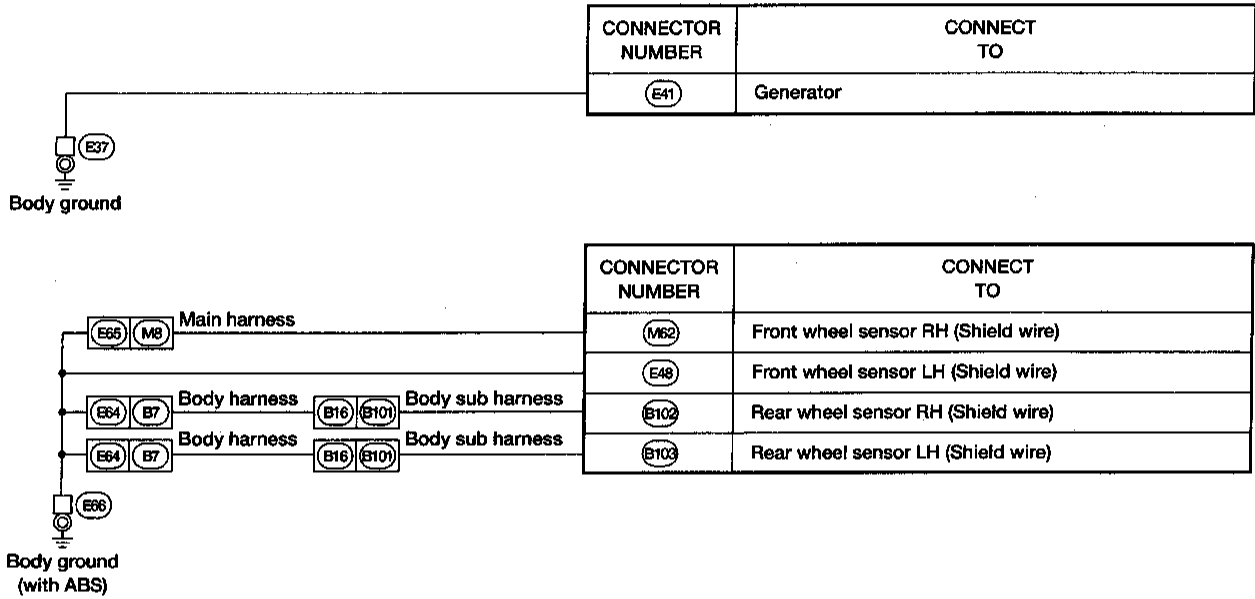 CONNECTOR NUMBER CONNECT TO
E41 Generator
E37
Body ground
CONNECTOR NUMBER CONNECT TO
E65 M8 Main harness M62 Front wheel sensor RH (Shield wire)
E48 Front wheel sensor LH (Shield wire)
E64 B7 Body harness B16 B101 Body sub harness B102 Rear wheel sensor RH (Shield wire)
E64 B7 Body harness B16 B101 Body sub harness B103 Rear wheel sensor LH (Shield wire)
E66
Body ground
(with ABS)